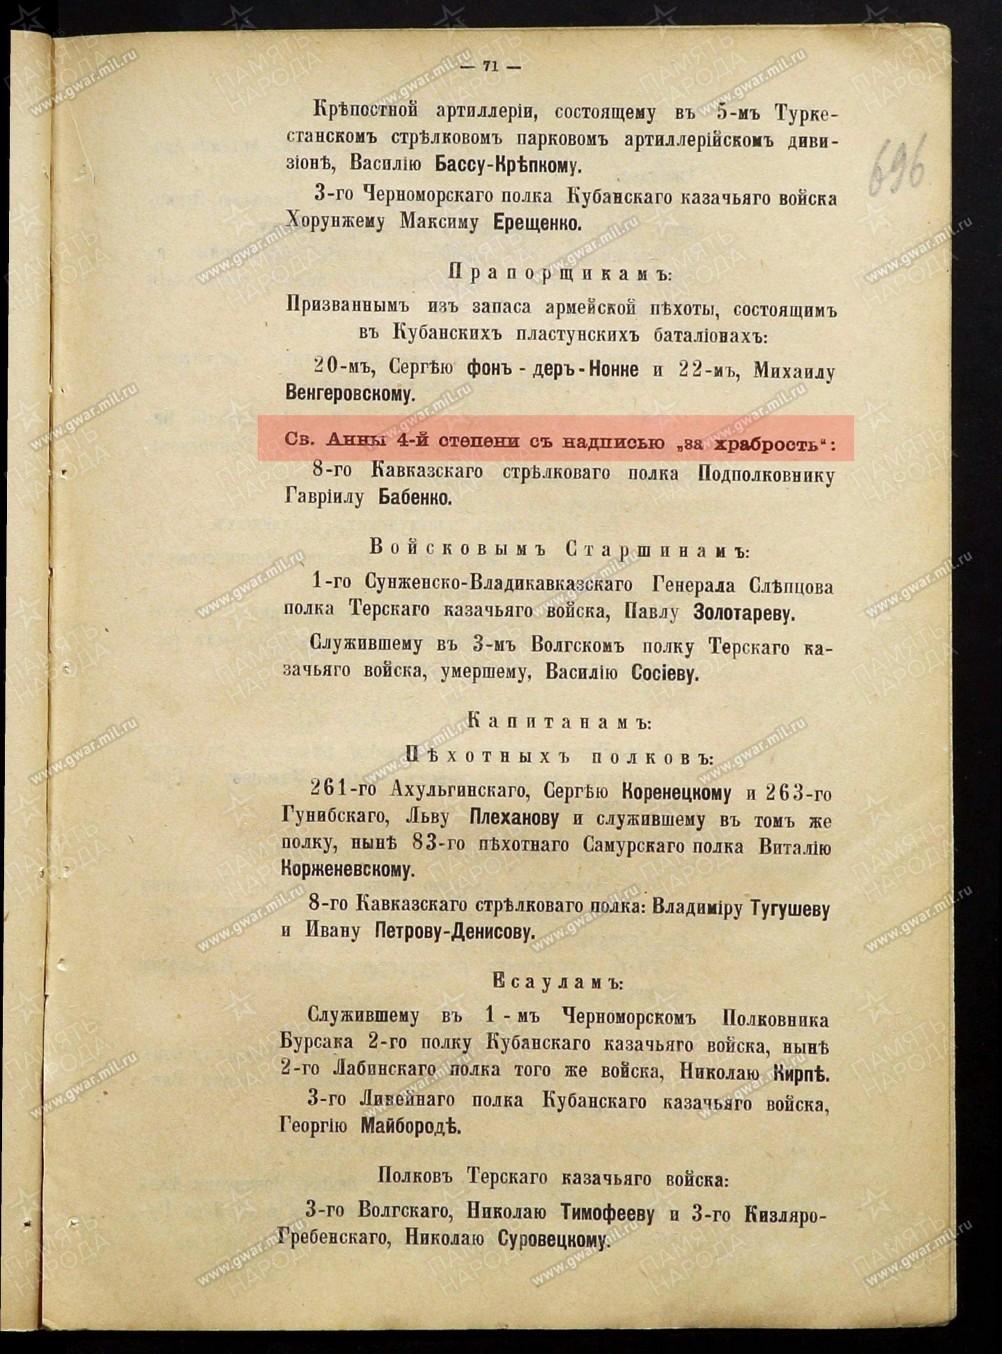 — 71 —
696
Крѣпостной артиллеріи, состоящему въ 5-мъ Турке-
станскомъ стрѣлковомъ парковомъ артиллерійскомъ диви-
зіонѣ, Василію Бассу-Крѣпкому.
3-го Черноморскаго полка Кубанскаго казачьяго войска
Хорунжему Максиму Ерещенко.
Прапорщикамъ:
Призваннымъ изъ запаса армейской пѣхоты, состоящимъ
въ Кубанскихъ пластунскихъ баталіонахъ:
20-мъ, Сергѣю фонъ-деръ-Нонне и 22-мъ, Михаилу
Венгеровскому.
Св. Анны 4-й степени съ надписью „за храбрость“:
8-го Кавказскаго стрѣлковаго полка Подполковнику
Гавріилу Бабенко.
Войсковымъ Старшинамъ:
1-го Сунженско-Владикавказскаго Генерала Слѣпцова
полка Терскаго казачьяго войска, Павлу Золотареву.
Служившему въ 3-мъ Волгскомъ полку Терскаго ка-
зачьяго войска, умершему, Василію Сосіеву.
Капитанамъ:
Пѣхотныхъ полковъ:
261-го Ахульгинскаго, Сергѣю Коренецкому и 263-го
Гунибскаго, Льву Плеханову и служившему въ томъ же
полку, нынѣ 83-го пѣхотнаго Самурскаго полка Виталію
Корженевскому.
8-го Кавказскаго стрѣлковаго полка: Владиміру Тугушеву
и Ивану Петрову-Денисову.
Есауламъ:
Служившему въ 1-мъ Черноморскомъ Полковника
Бурсака 2-го полку Кубанскаго казачьяго войска, нынѣ
2-го Лабинскаго полка того же войска, Николаю Кирпѣ.
3-го Линейнаго полка Кубанскаго казачьяго войска,
Георгію Майбородѣ.
Полковъ Терскаго казачьяго войска:
3-го Волгскаго, Николаю Тимофееву и 3-го Кизляро-
Гребенскаго, Николаю Суровецкому.